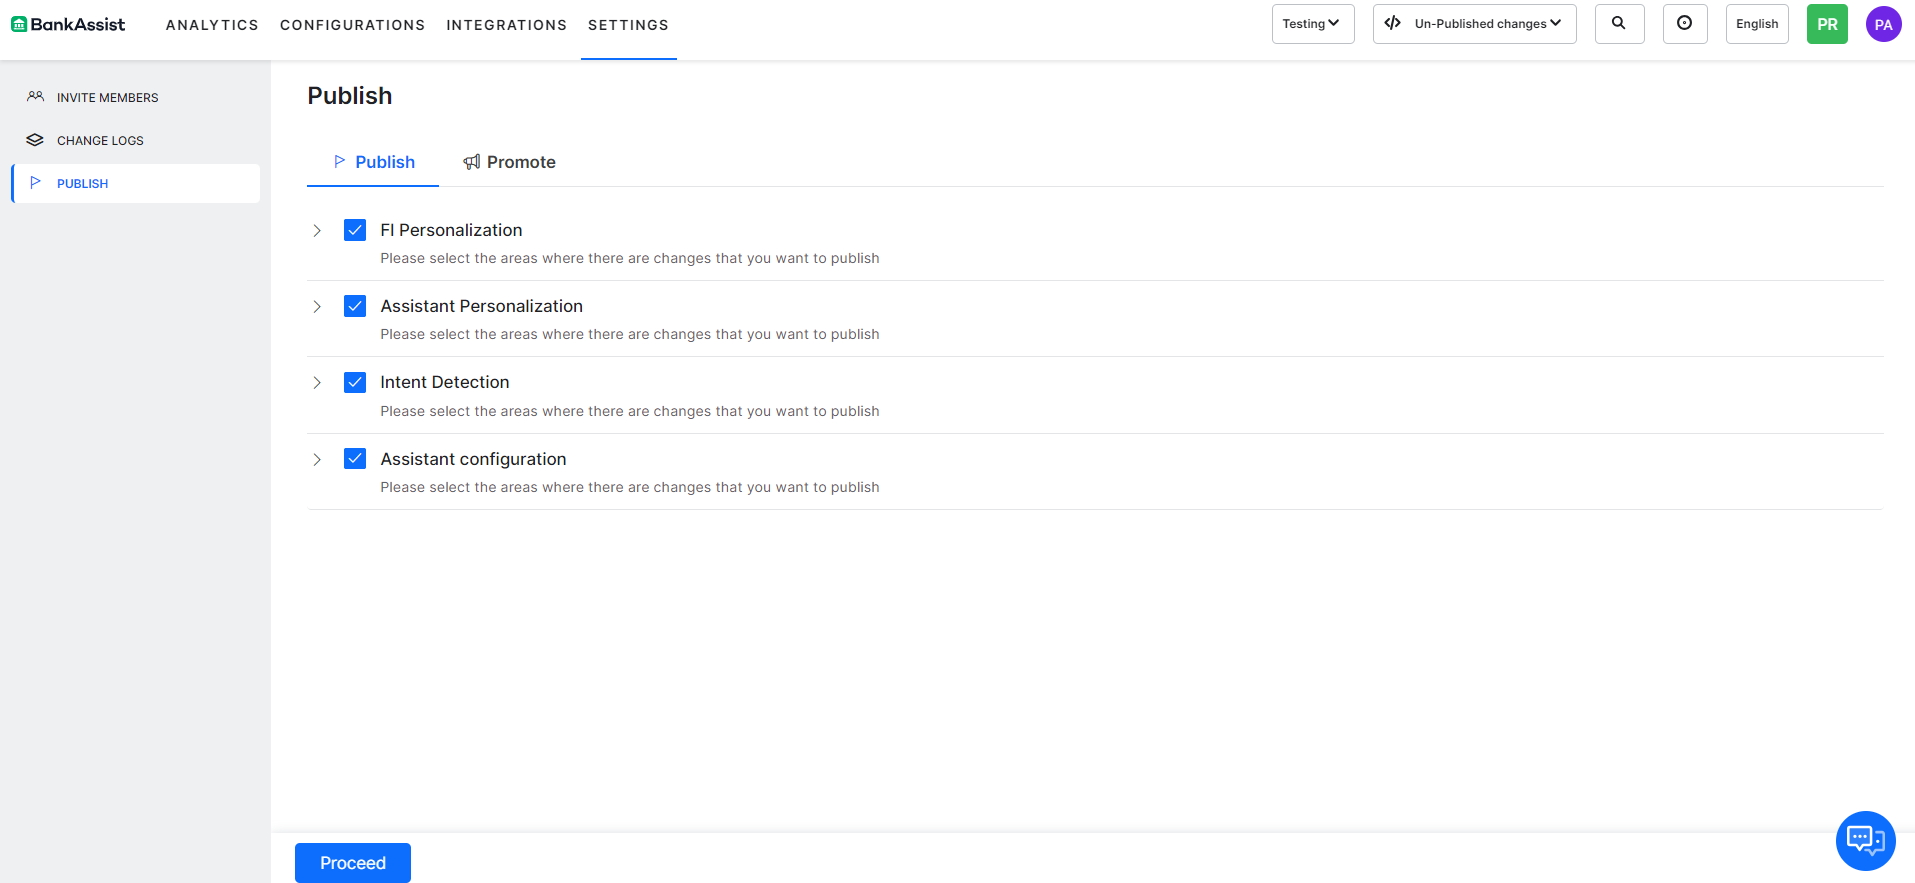 BankAssist ANALYTICS CONFIGURATIONS INTEGRATIONS SETTINGS Testing Un-Published changes English PR PA
INVITE MEMBERS
CHANGE LOGS
PUBLISH
Publish
Publish Promote
FI Personalization
Please select the areas where there are changes that you want to publish
Assistant Personalization
Please select the areas where there are changes that you want to publish
Intent Detection
Please select the areas where there are changes that you want to publish
Assistant configuration
Please select the areas where there are changes that you want to publish
Proceed